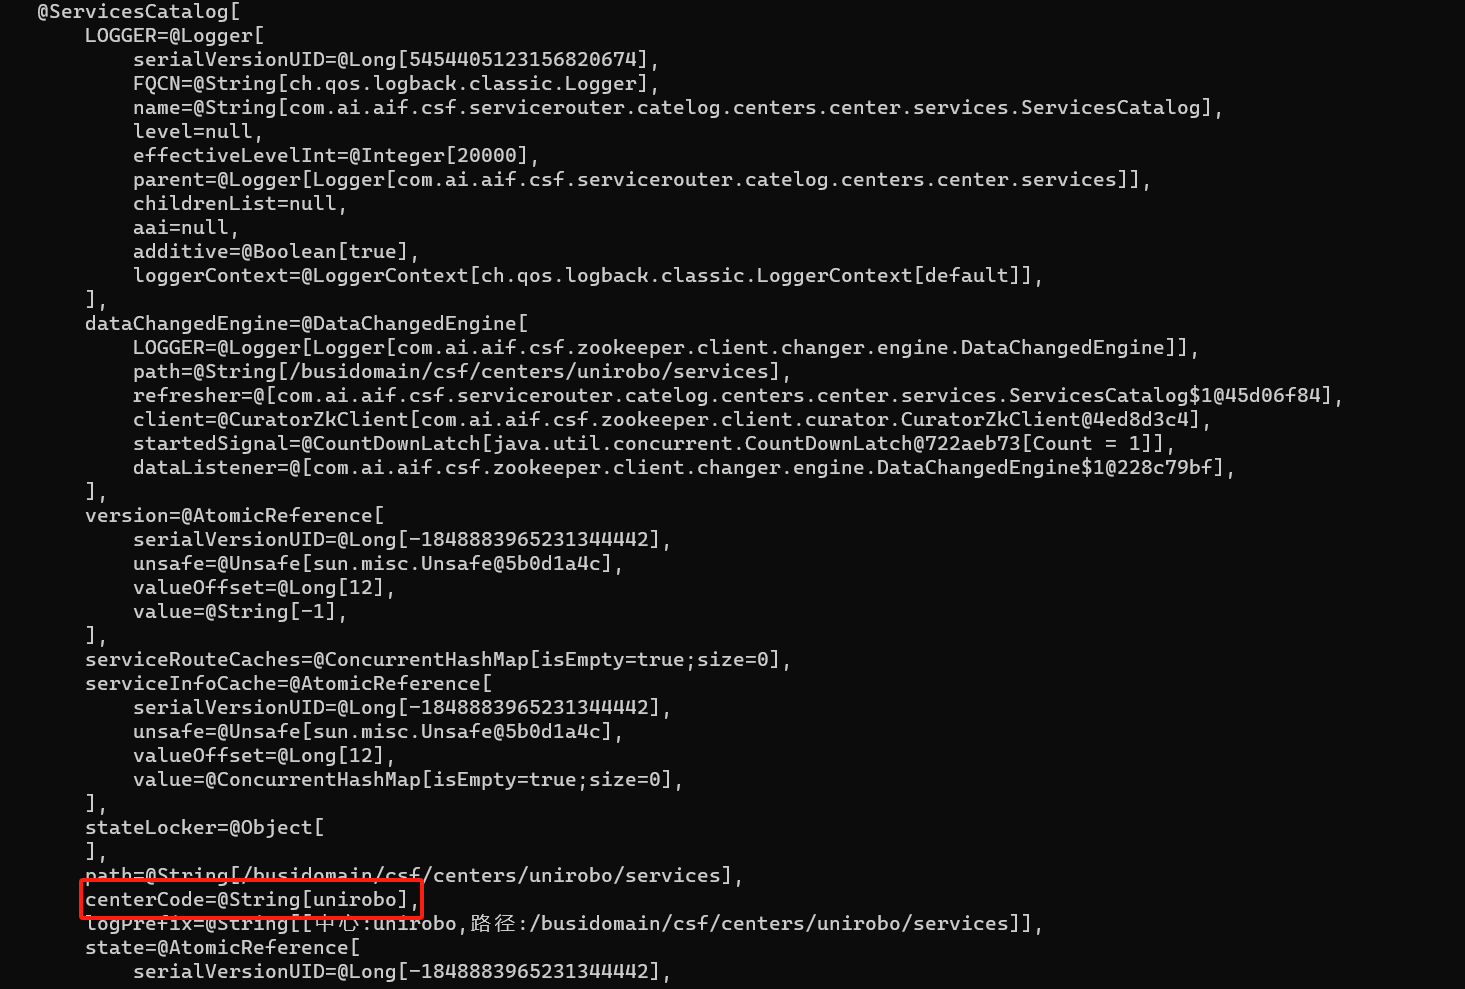 @ServicesCatalog[
LOGGER=@Logger[
serialVersionUID=@Long[5454405123156820674],
FQCN=@String[ch.qos.logback.classic.Logger],
name=@String[com.ai.aif.csf.servicerouter.catelog.centers.center.services.ServicesCatalog],
level=null,
effectiveLevelInt=@Integer[20000],
parent=@Logger[Logger[com.ai.aif.csf.servicerouter.catelog.centers.center.services]],
childrenList=null,
aai=null,
additive=@Boolean[true],
loggerContext=@LoggerContext[ch.qos.logback.classic.LoggerContext[default]],
],
dataChangedEngine=@DataChangedEngine[
LOGGER=@Logger[Logger[com.ai.aif.csf.zookeeper.client.changer.engine.DataChangedEngine]],
path=@String[/busidomain/csf/centers/unirobo/services],
refresher=@[com.ai.aif.csf.servicerouter.catelog.centers.center.services.ServicesCatalog$1@45d06f84],
client=@CuratorZkClient[com.ai.aif.csf.zookeeper.client.curator.CuratorZkClient@4ed8d3c4],
startedSignal=@CountDownLatch[java.util.concurrent.CountDownLatch@722aeb73[Count = 1]],
dataListener=@[com.ai.aif.csf.zookeeper.client.changer.engine.DataChangedEngine$1@228c79bf],
],
version=@AtomicReference[
serialVersionUID=@Long[-1848883965231344442],
unsafe=@Unsafe[sun.misc.Unsafe@5b0d1a4c],
valueOffset=@Long[12],
value=@String[-1],
],
serviceRouteCaches=@ConcurrentHashMap[isEmpty=true;size=0],
serviceInfoCache=@AtomicReference[
serialVersionUID=@Long[-1848883965231344442],
unsafe=@Unsafe[sun.misc.Unsafe@5b0d1a4c],
valueOffset=@Long[12],
value=@ConcurrentHashMap[isEmpty=true;size=0],
],
stateLocker=@Object[
],
path=@String[/busidomain/csf/centers/unirobo/services],
centerCode=@String[unirobo],
logPrefix=@String[[中心:unirobo,路径:/busidomain/csf/centers/unirobo/services]],
state=@AtomicReference[
serialVersionUID=@Long[-1848883965231344442],